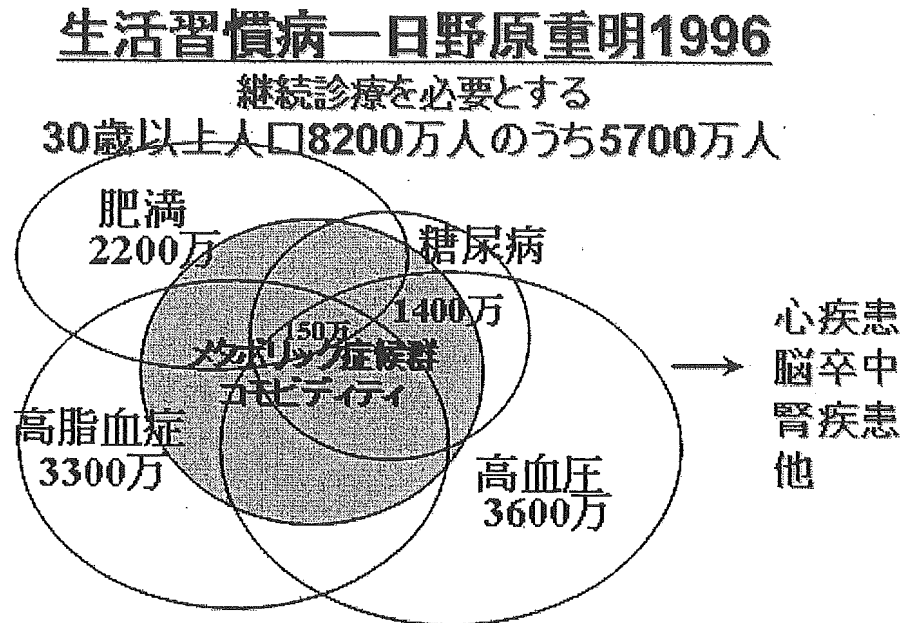 生活習慣病―日野原重明1996
継続診療を必要とする
30歳以上人口8200万人のうち5700万人
肥満
2200万
糖尿病
1400万
150万
メタボリック症候群
コモビディティ
高脂血症
3300万
高血圧
3600万
心疾患
脳卒中
腎疾患
他